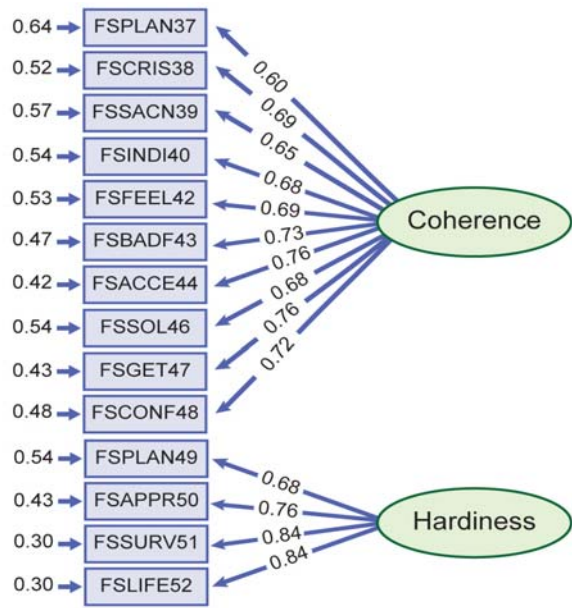 0.64 FSPLAN37
0.52 FSCRIS38
0.57 FSSACN39
0.54 FSINDI40
0.53 FSFEEL42
0.47 FSBADF43
0.42 FSACCE44
0.54 FSSOL46
0.43 FSGET47
0.48 FSCONF48
0.60
0.69
0.65
0.68
0.69
0.73
0.76
0.68
0.76
0.72
Coherence
0.54 FSPLAN49
0.43 FSAPPR50
0.30 FSSURV51
0.30 FSLIFE52
0.68
0.76
0.84
0.84
Hardiness